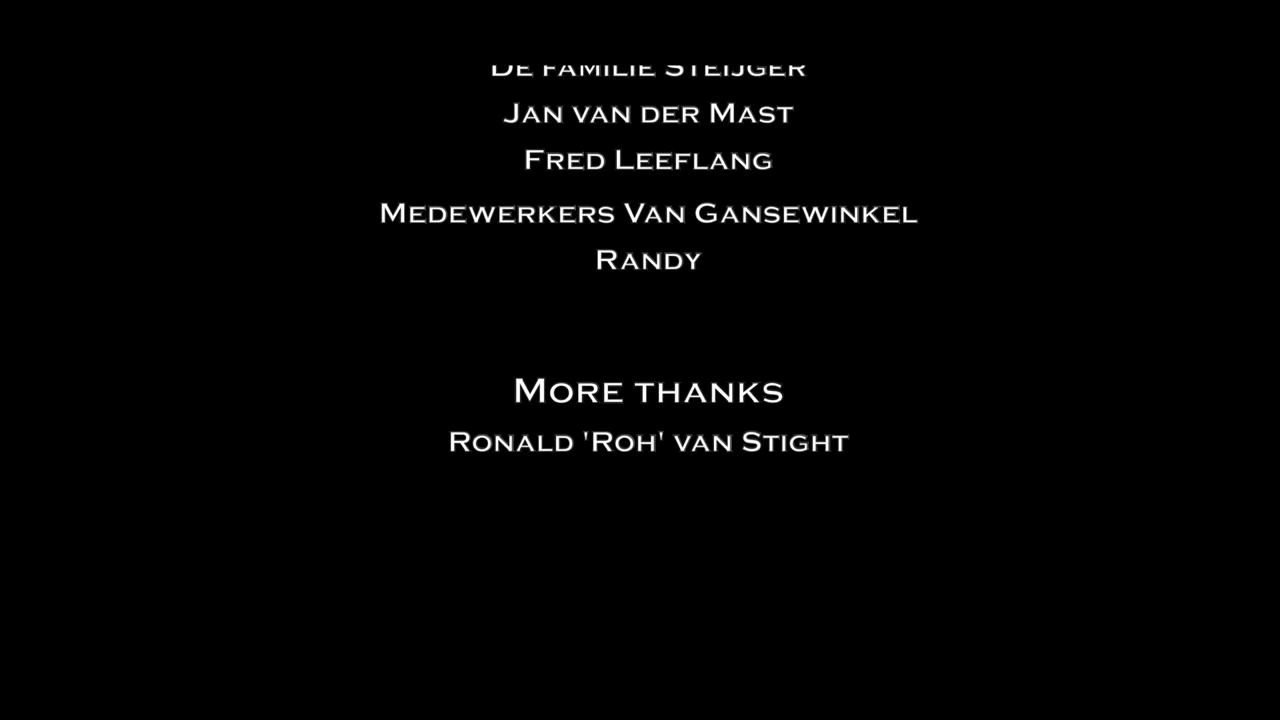 De familie Steijger
Jan van der Mast
Fred Leeflang
Medewerkers Van Gansewinkel
Randy
More thanks
Ronald 'Roh' van Stight